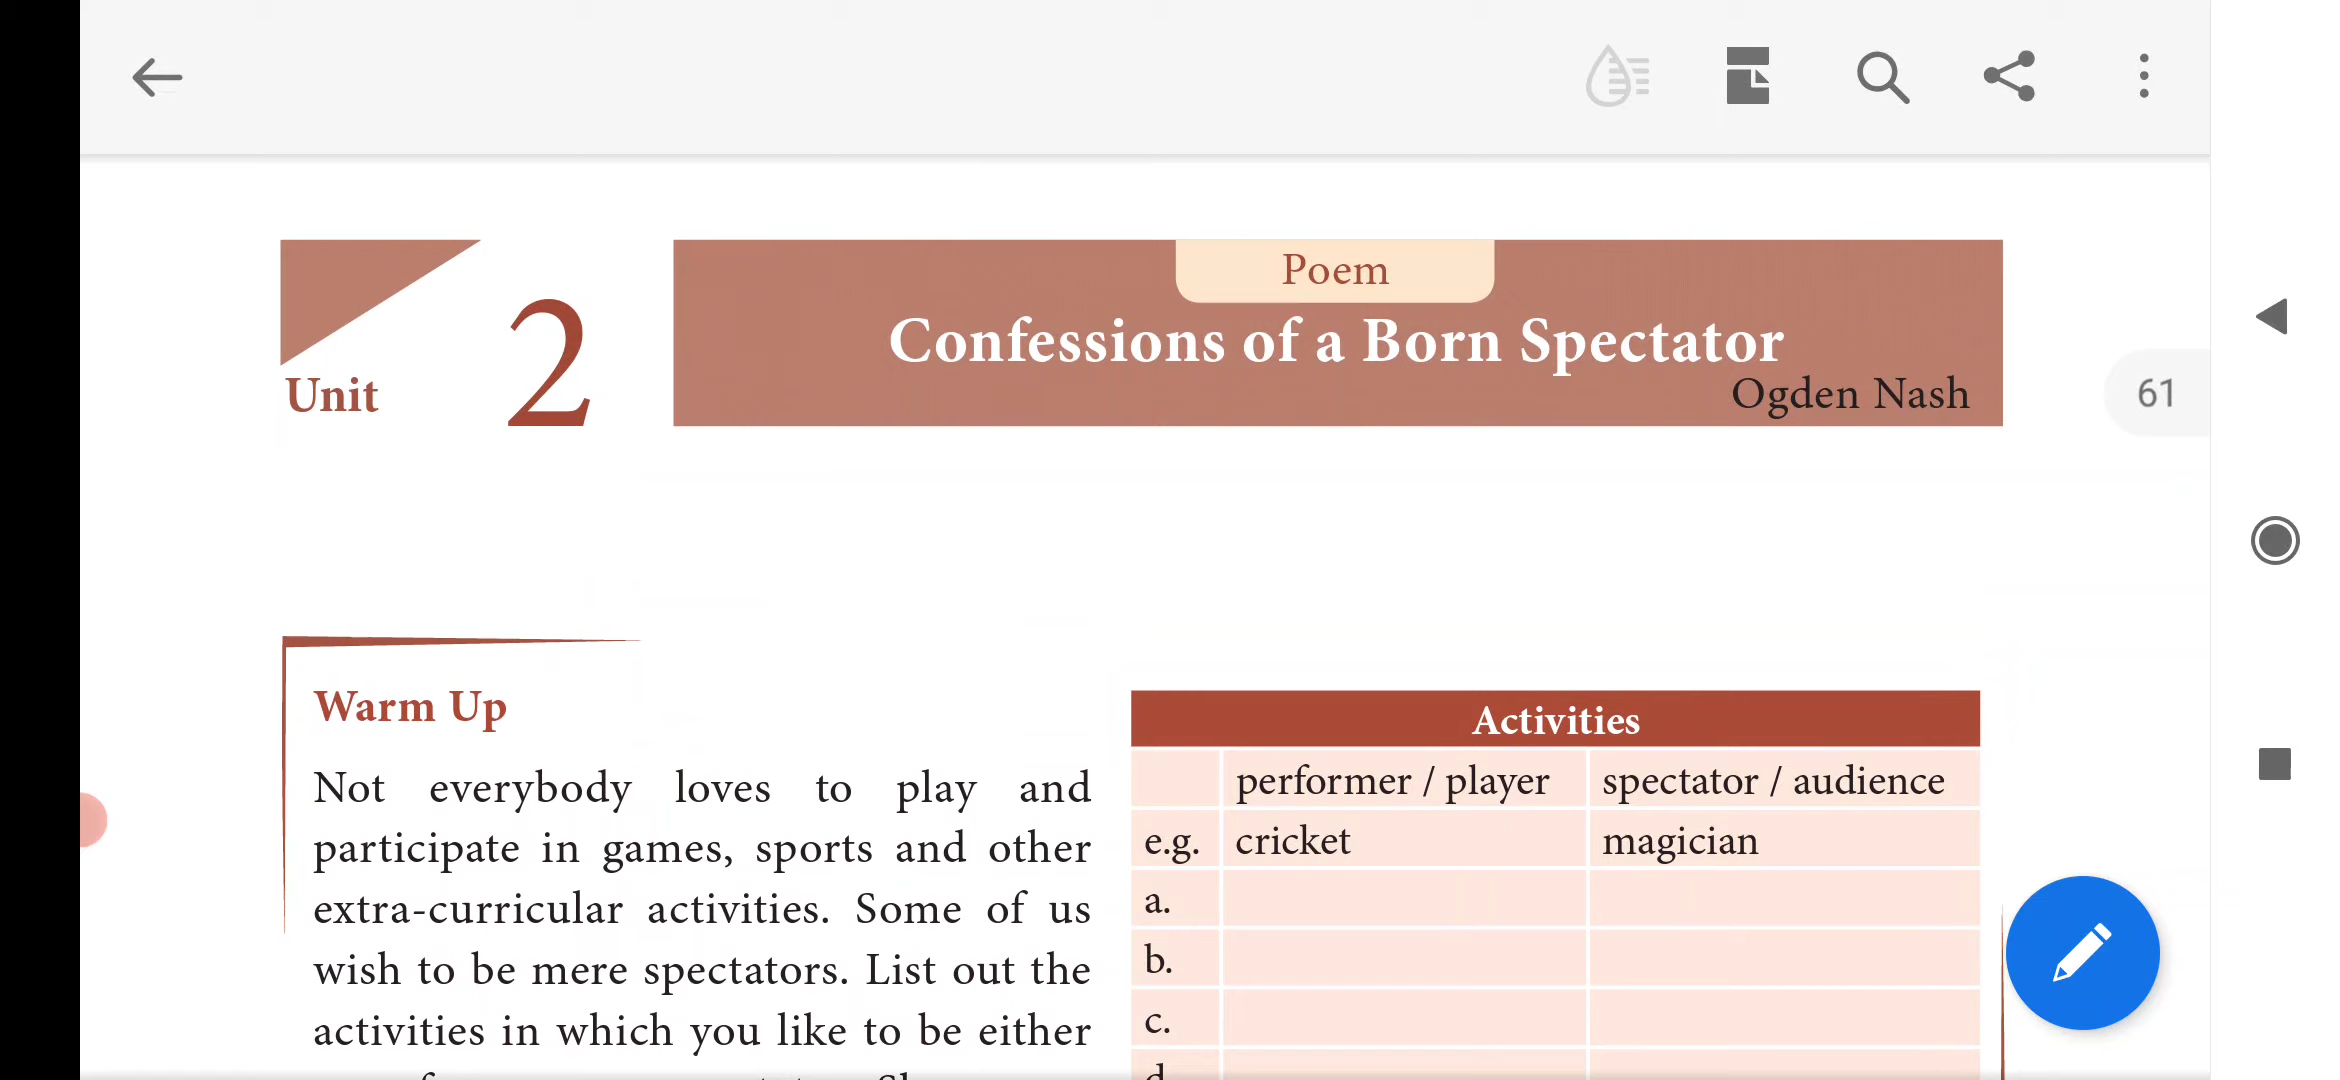 Poem
Confessions of a Born Spectator
Unit 2
Ogden Nash
61
Warm Up
Not everybody loves to play and
participate in games, sports and other
extra-curricular activities. Some of us
wish to be mere spectators. List out the
activities in which you like to be either
Activities
performer / player spectator / audience
e.g. cricket magician
a.
b.
c.
d.